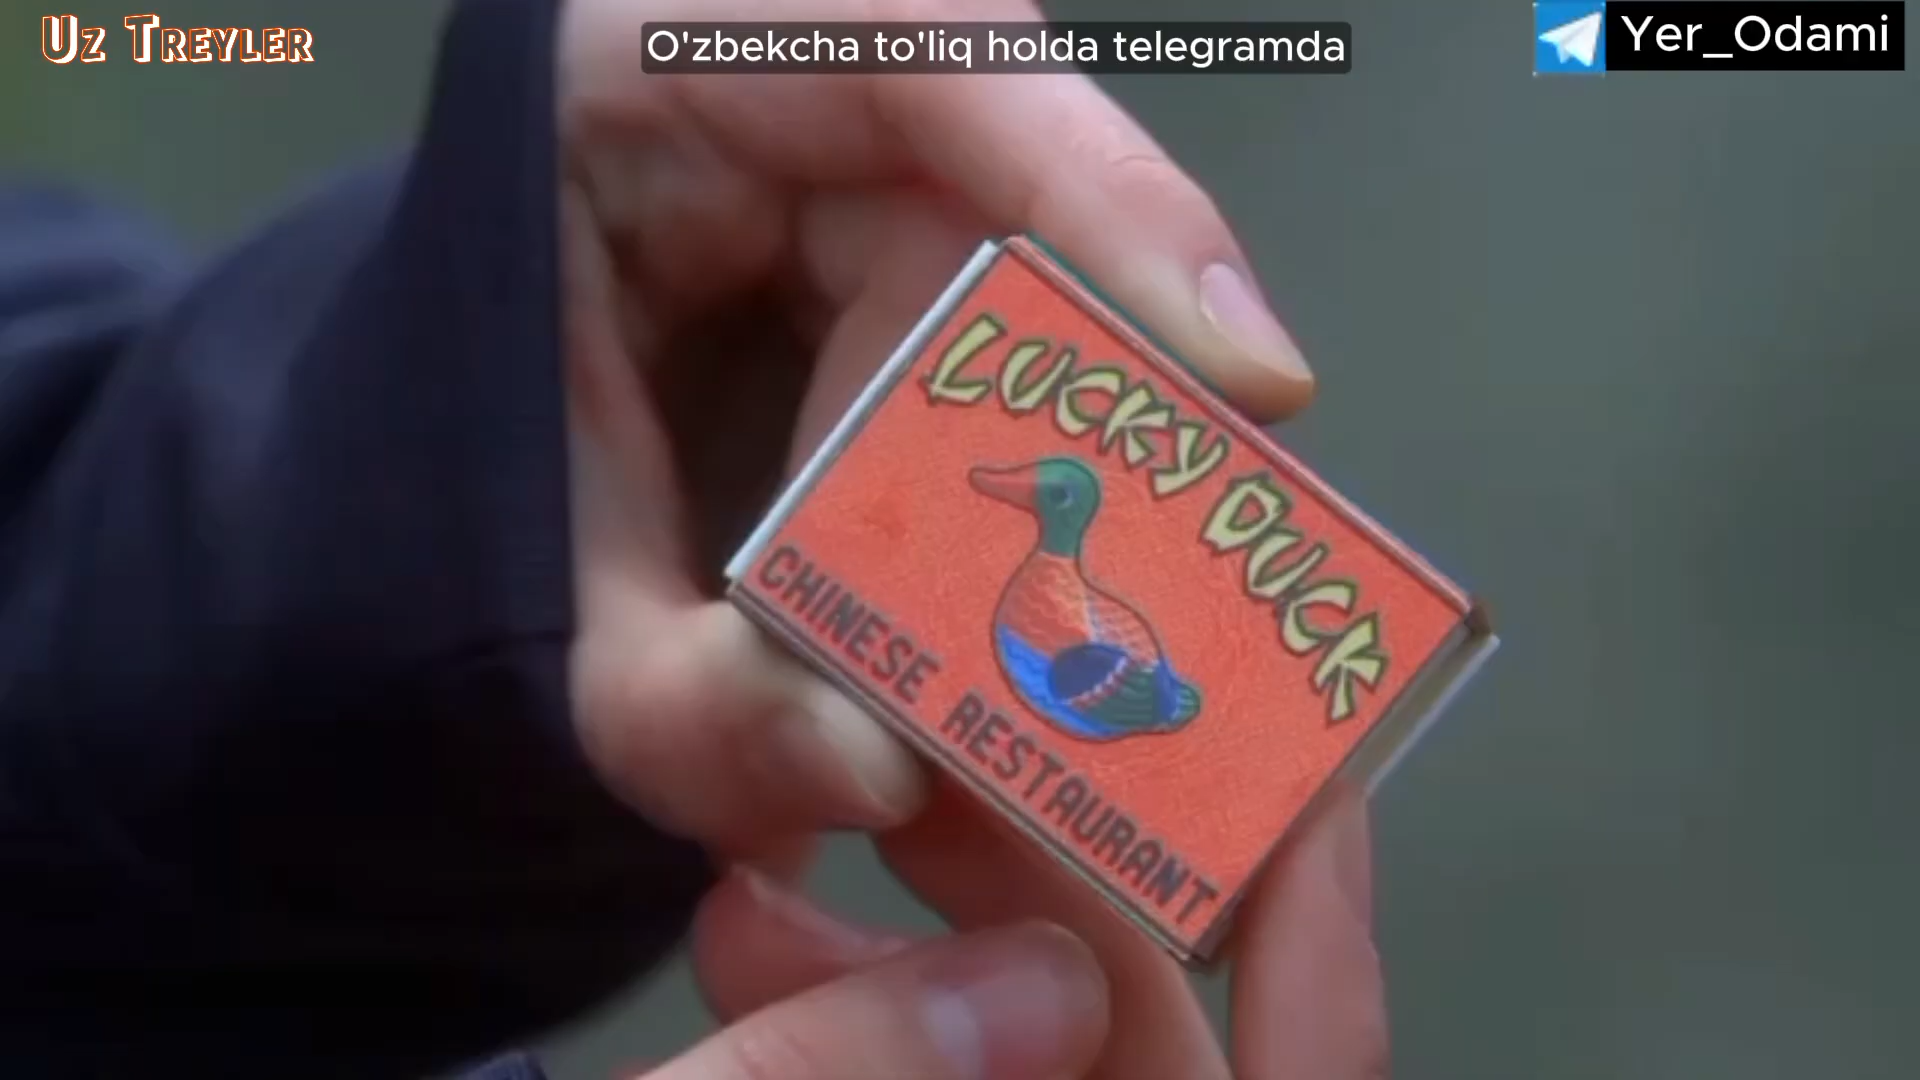 Uz Treyler
O'zbekcha to'liq holda telegramda
Yer_Odami
LUCKY DUCK
CHINESE RESTAURANT